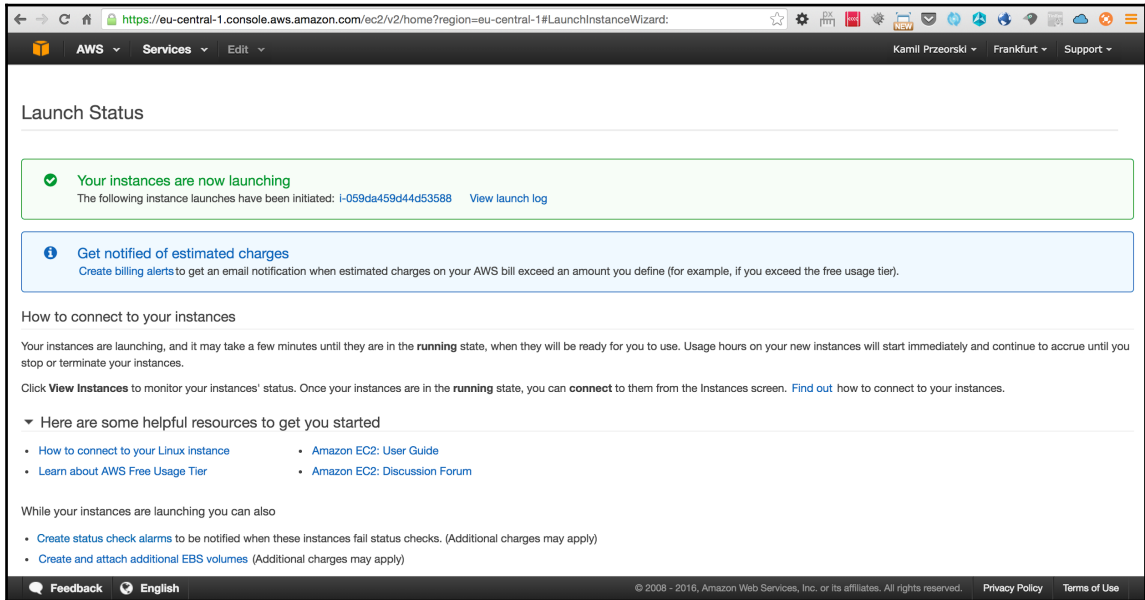 https://eu-central-1.console.aws.amazon.com/ec2/v2/home?region=eu-central-1#LaunchInstanceWizard:
NEW
AWS Services Edit Kamil Przeorski Frankfurt Support
Launch Status
Your instances are now launching
The following instance launches have been initiated: i-059da459d44d53588 View launch log
Get notified of estimated charges
Create billing alerts to get an email notification when estimated charges on your AWS bill exceed an amount you define (for example, if you exceed the free usage tier).
How to connect to your instances
Your instances are launching, and it may take a few minutes until they are in the running state, when they will be ready for you to use. Usage hours on your new instances will start immediately and continue to accrue until you
stop or terminate your instances.
Click View Instances to monitor your instances' status. Once your instances are in the running state, you can connect to them from the Instances screen. Find out how to connect to your instances.
Here are some helpful resources to get you started
• How to connect to your Linux instance • Amazon EC2: User Guide
• Learn about AWS Free Usage Tier • Amazon EC2: Discussion Forum
While your instances are launching you can also
• Create status check alarms to be notified when these instances fail status checks. (Additional charges may apply)
• Create and attach additional EBS volumes (Additional charges may apply)
Feedback English © 2008 - 2016, Amazon Web Services, Inc. or its affiliates. All rights reserved. Privacy Policy Terms of Use